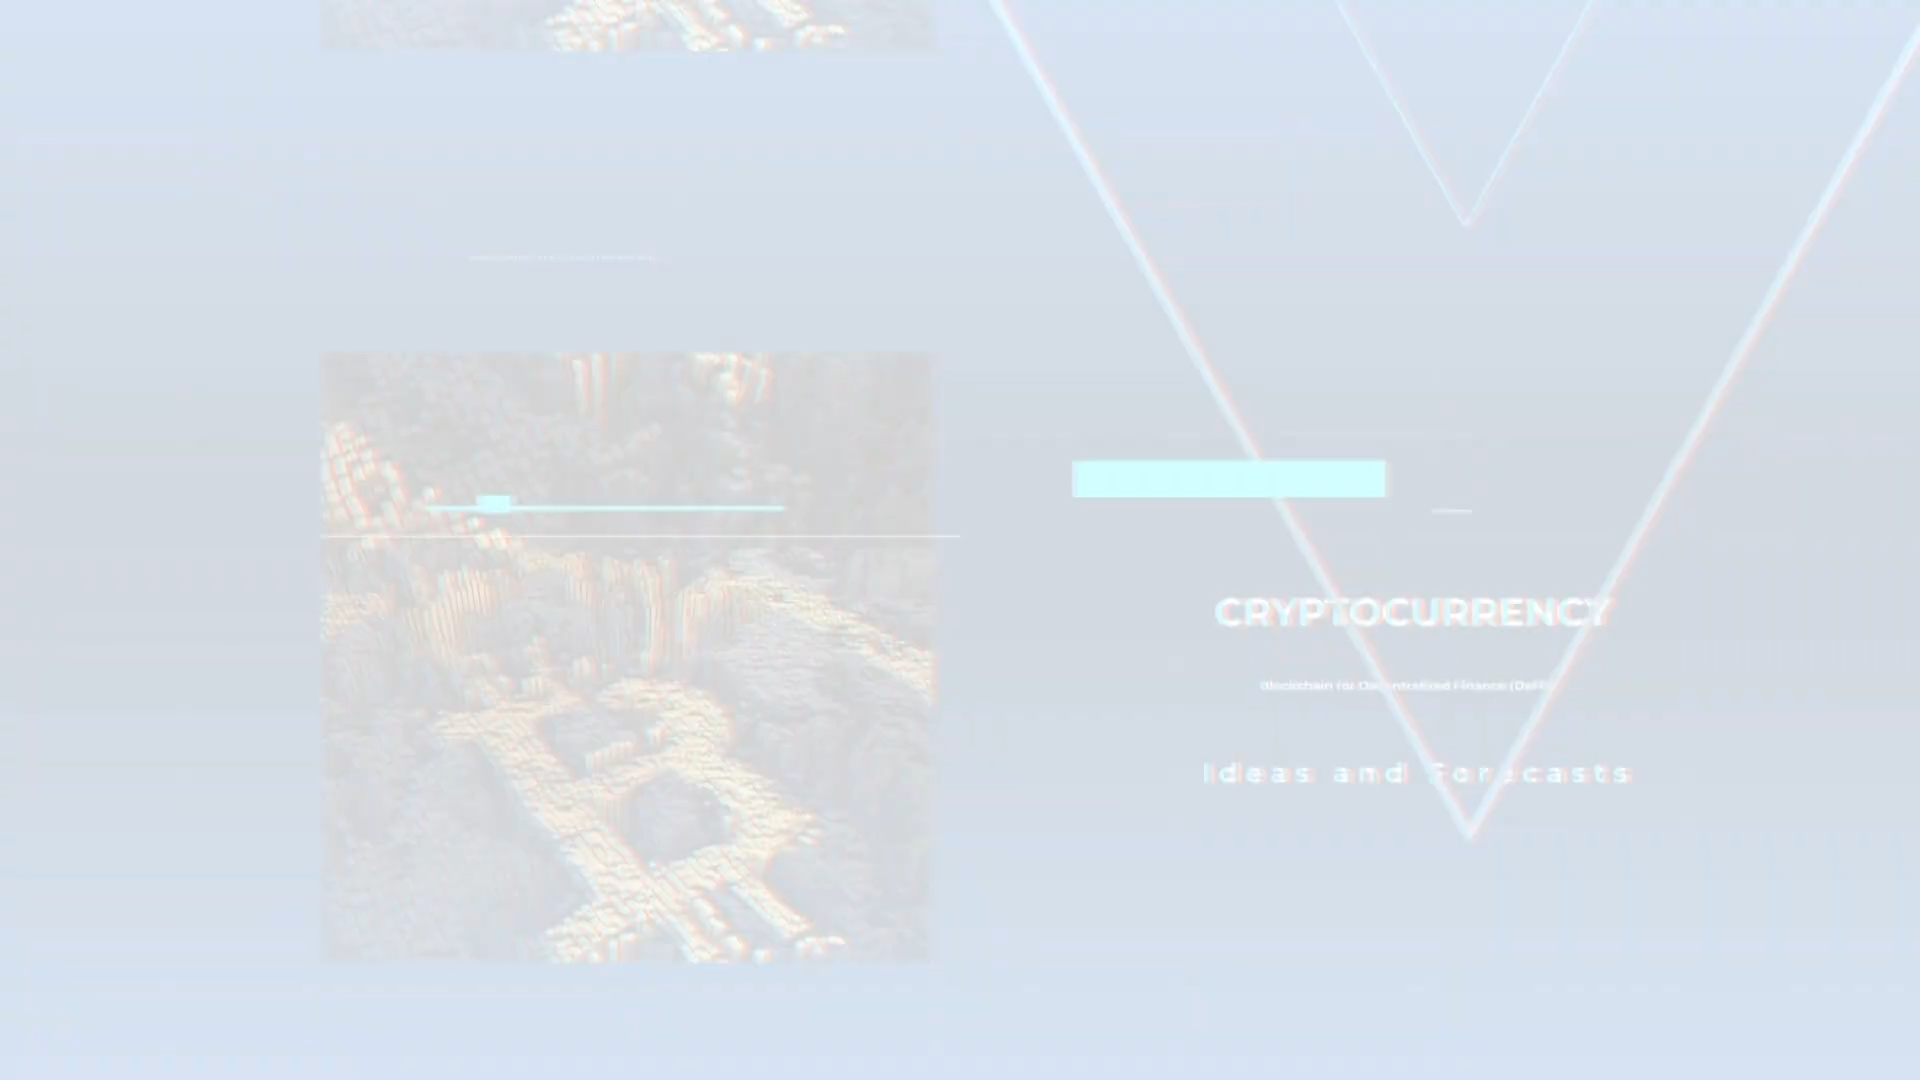 CRYPTOCURRENCY
Blockchain for Decentralized Finance (DeFi)
Ideas and Forecasts